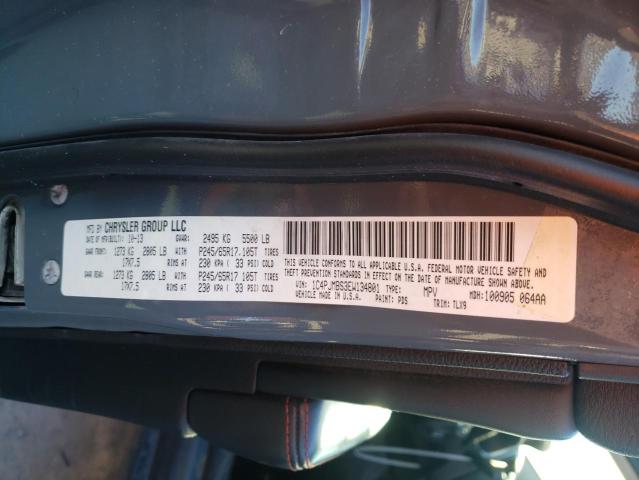 MFD BY CHRYSLER GROUP LLC
DATE OF MFR(BUILT): 10-13 GVWR: 2495 KG 5500 LB
GAWR FRONT: 1273 KG 2805 LB WITH P245/65R17,105T TIRES
17X7.5 RIMS AT 230 KPA ( 33 PSI) COLD
GAWR REAR: 1273 KG 2805 LB WITH P245/65R17,105T TIRES
17X7.5 RIMS AT 230 KPA ( 33 PSI) COLD
THIS VEHICLE CONFORMS TO ALL APPLICABLE U.S.A. FEDERAL MOTOR VEHICLE SAFETY AND
THEFT PREVENTION STANDARDS IN EFFECT ON THE DATE OF MANUFACTURE SHOWN ABOVE.
VIN: 1C4PJMBS3EW134801 TYPE: MPV MDH: 100905 064AA
VEHICLE MADE IN U.S.A. PAINT: PDS TRIM: TLX9